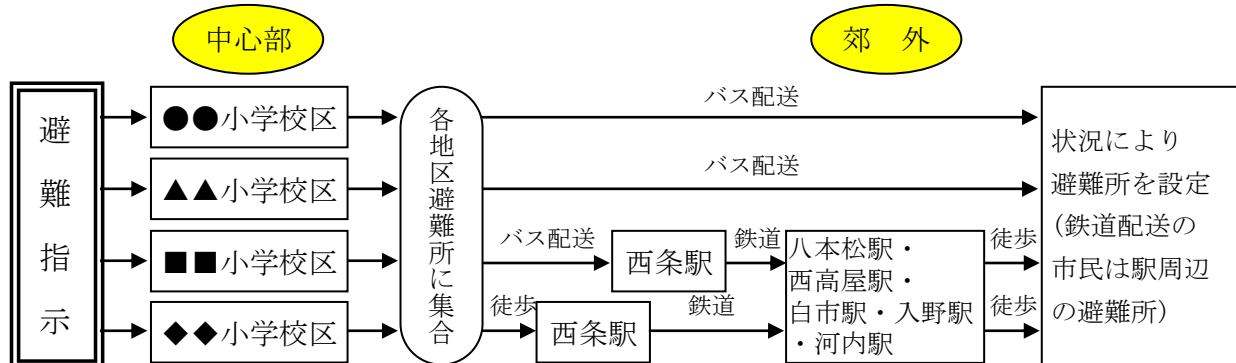 中心部
郊　外
避難指示
●●小学校区
▲▲小学校区
■■小学校区
◆◆小学校区
各地区避難所に集合
バス配送
バス配送
バス配送
西条駅
鉄道
徒歩
西条駅
鉄道
八本松駅・
西高屋駅・
白市駅・入野駅
・河内駅
徒歩
徒歩
状況により
避難所を設定
（鉄道配送の
市民は駅周辺
の避難所）